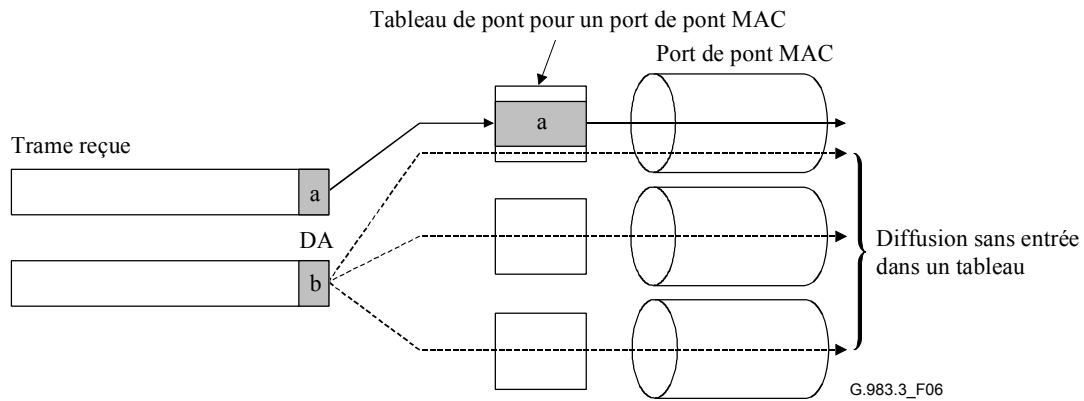 Tableau de pont pour un port de pont MAC
Port de pont MAC
a
Trame reçue
a
DA
b
Diffusion sans entrée
dans un tableau
G.983.3_F06